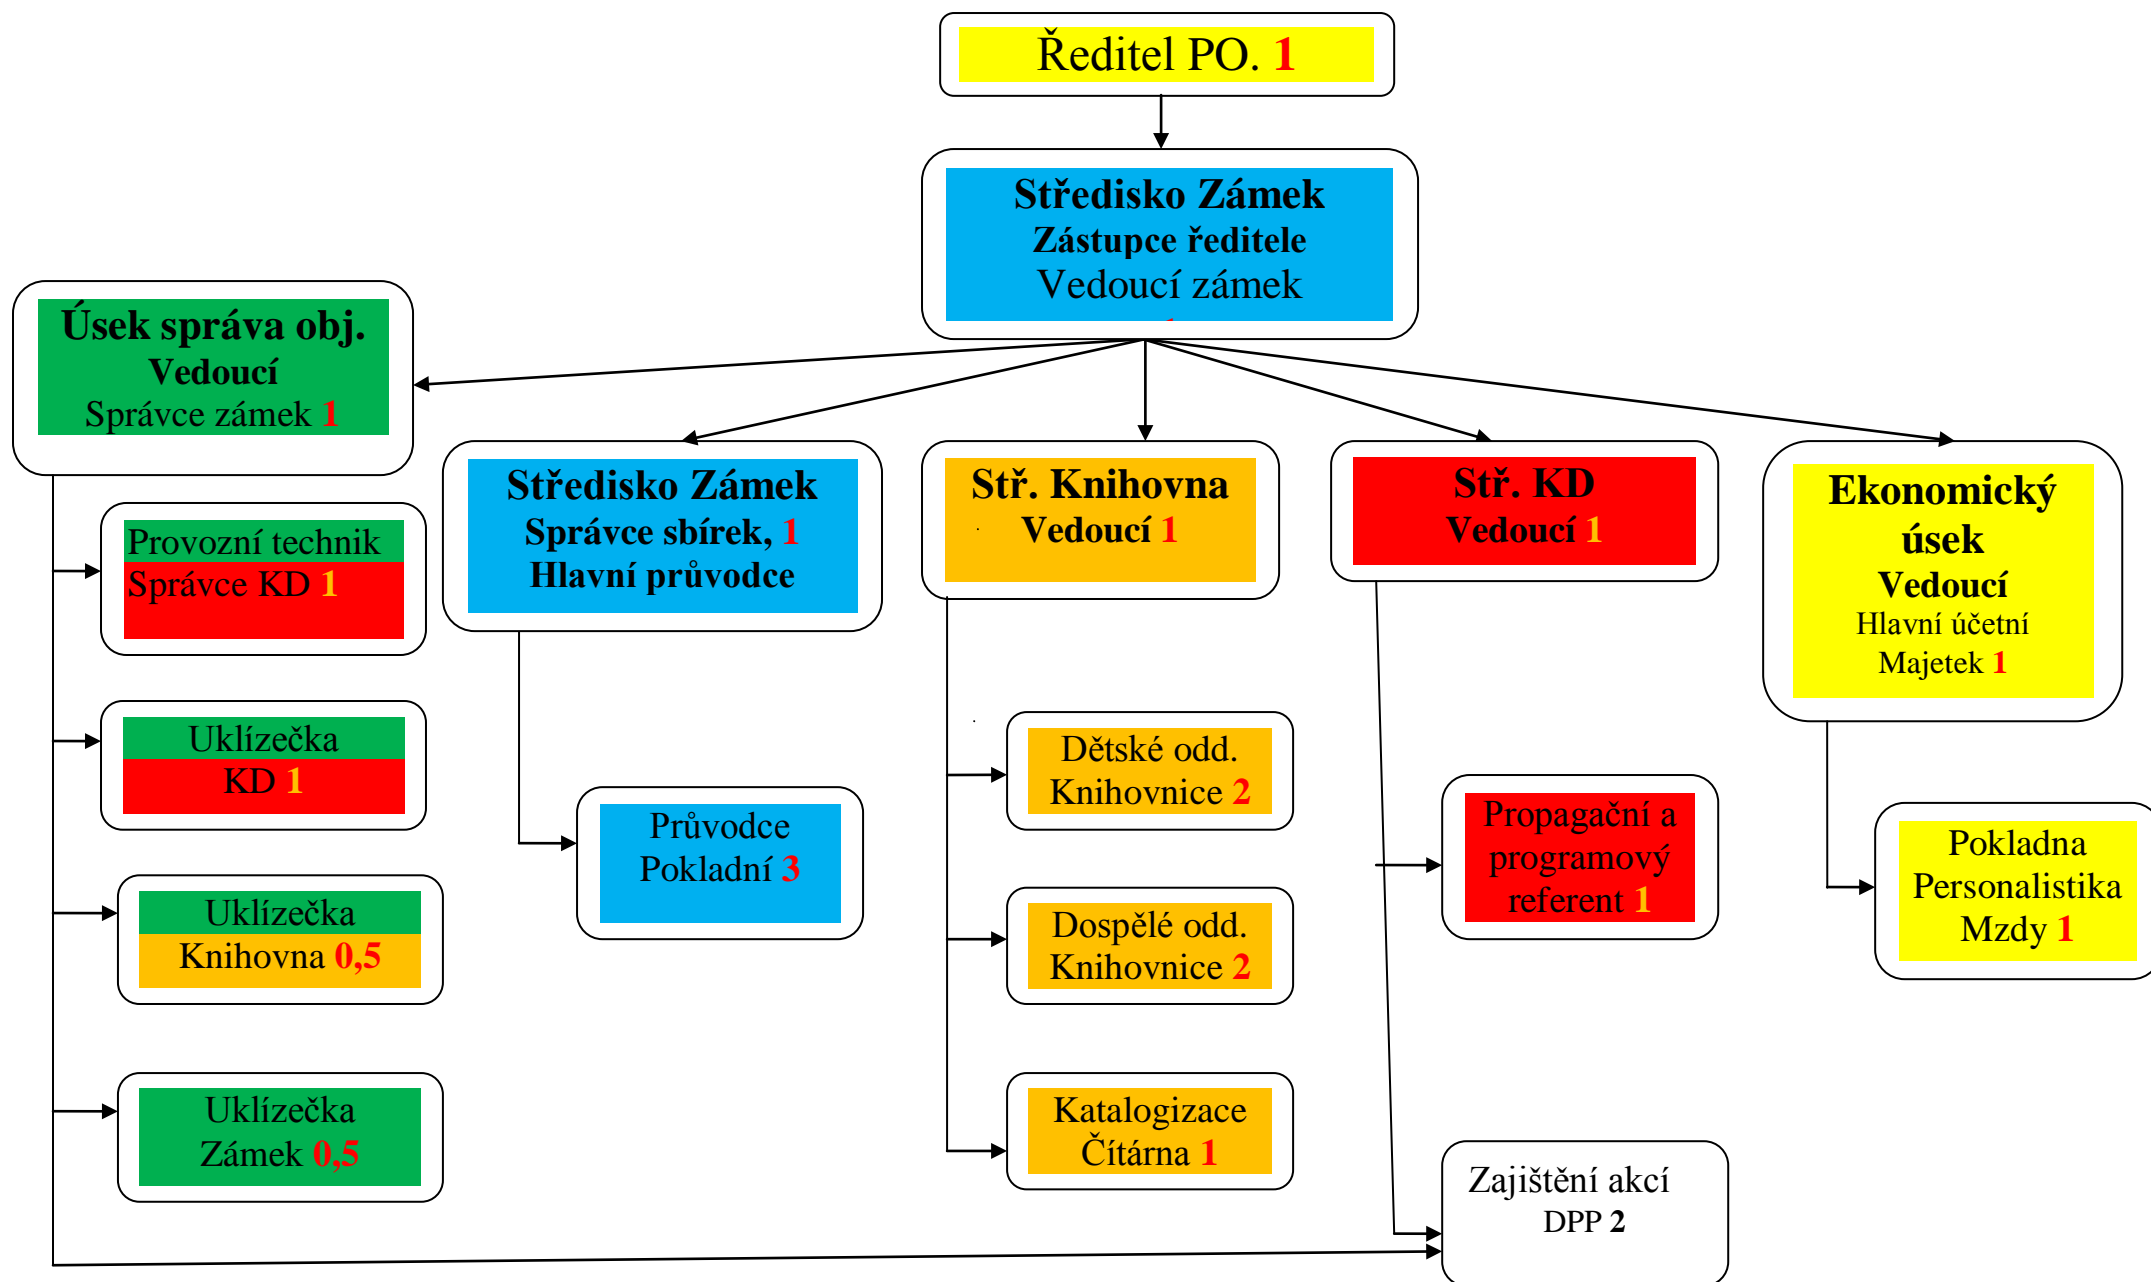 Ředitel PO. 1
Středisko Zámek
Zástupce ředitele
Vedoucí zámek
Úsek správa obj.
Vedoucí
Správce zámek 1
Provozní technik
Správce KD 1
Uklízečka
KD 1
Uklízečka
Knihovna 0,5
Uklízečka
Zámek 0,5
Středisko Zámek
Správce sbírek, 1
Hlavní průvodce
Průvodce
Pokladní 3
Stř. Knihovna
Vedoucí 1
Dětské odd.
Knihovnice 2
Dospělé odd.
Knihovnice 2
Katalogizace
Čítárna 1
Stř. KD
Vedoucí 1
Propagační a
programový
referent 1
Zajištění akcí
DPP 2
Ekonomický
úsek
Vedoucí
Hlavní účetní
Majetek 1
Pokladna
Personalistika
Mzdy 1